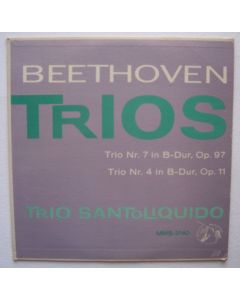 BEETHOVEN
TRIOS
Trio Nr. 7 in B-Dur, Op. 97
Trio Nr. 4 in B-Dur, Op. 11
TRIO SANTOLIQUIDO